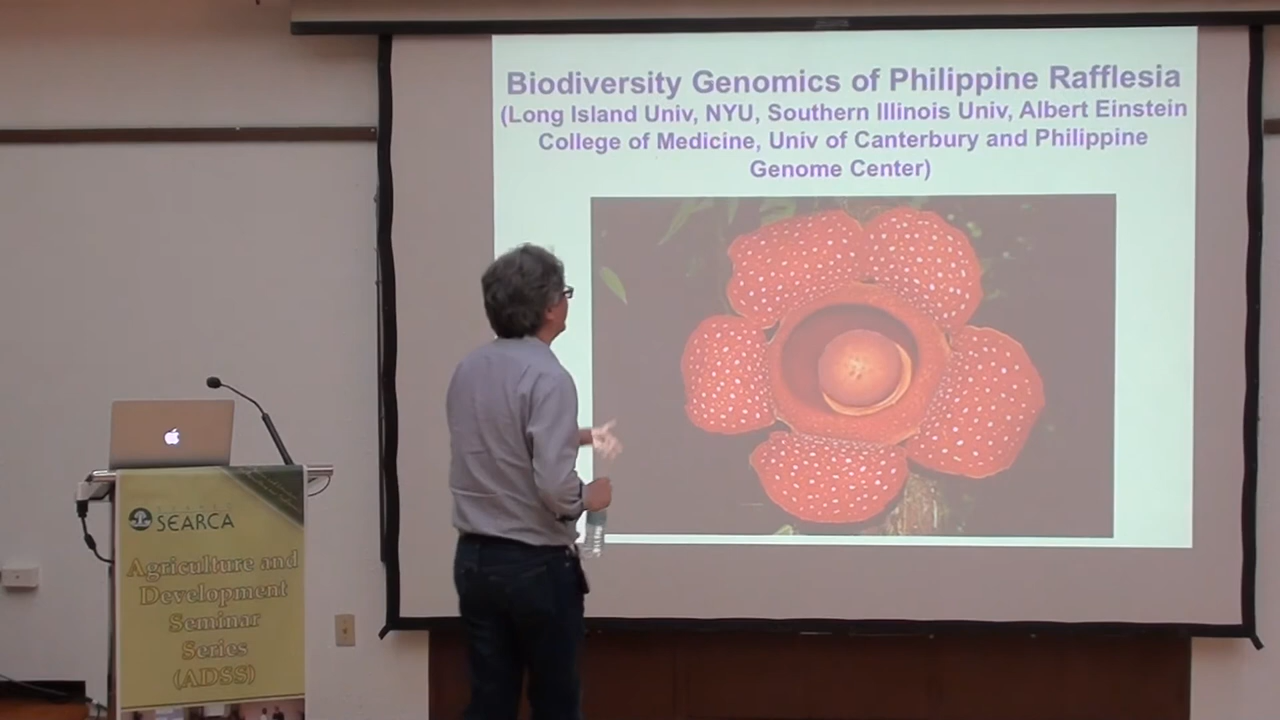 Biodiversity Genomics of Philippine Rafflesia
(Long Island Univ, NYU, Southern Illinois Univ, Albert Einstein
College of Medicine, Univ of Canterbury and Philippine
Genome Center)
SEARCA
Agriculture and
Development
Seminar
Series
(ADSS)